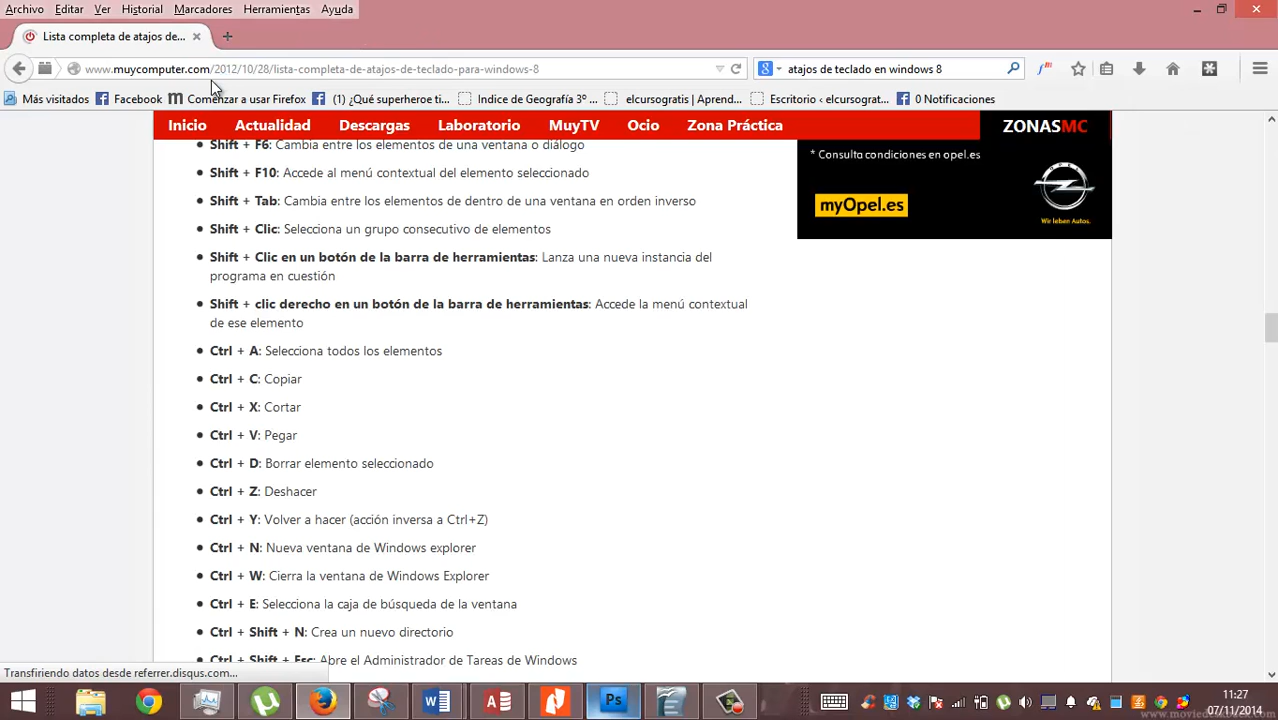 Archivo Editar Ver Historial Marcadores Herramientas Ayuda
Lista completa de atajos de...
www.muycomputer.com/2012/10/28/lista-completa-de-atajos-de-teclado-para-windows-8
atajos de teclado en windows 8
Más visitados Facebook Comenzar a usar Firefox (1) ¿Qué superheroe ti... Indice de Geografía 3º ... elcursogratis | Aprend... Escritorio ‹ elcursograt... 0 Notificaciones
Inicio Actualidad Descargas Laboratorio MuyTV Ocio Zona Práctica ZONASMC
Shift + F6: Cambia entre los elementos de una ventana o diálogo
* Consulta condiciones en opel.es
Shift + F10: Accede al menú contextual del elemento seleccionado
myOpel.es
Wir leben Autos.
Shift + Tab: Cambia entre los elementos de dentro de una ventana en orden inverso
Shift + Clic: Selecciona un grupo consecutivo de elementos
Shift + Clic en un botón de la barra de herramientas: Lanza una nueva instancia del
programa en cuestión
Shift + clic derecho en un botón de la barra de herramientas: Accede la menú contextual
de ese elemento
Ctrl + A: Selecciona todos los elementos
Ctrl + C: Copiar
Ctrl + X: Cortar
Ctrl + V: Pegar
Ctrl + D: Borrar elemento seleccionado
Ctrl + Z: Deshacer
Ctrl + Y: Volver a hacer (acción inversa a Ctrl+Z)
Ctrl + N: Nueva ventana de Windows explorer
Ctrl + W: Cierra la ventana de Windows Explorer
Ctrl + E: Selecciona la caja de búsqueda de la ventana
Ctrl + Shift + N: Crea un nuevo directorio
Ctrl + Shift + Esc: Abre el Administrador de Tareas de Windows
Transfiriendo datos desde referrer.disqus.com...
Ps
11:27
07/11/2014